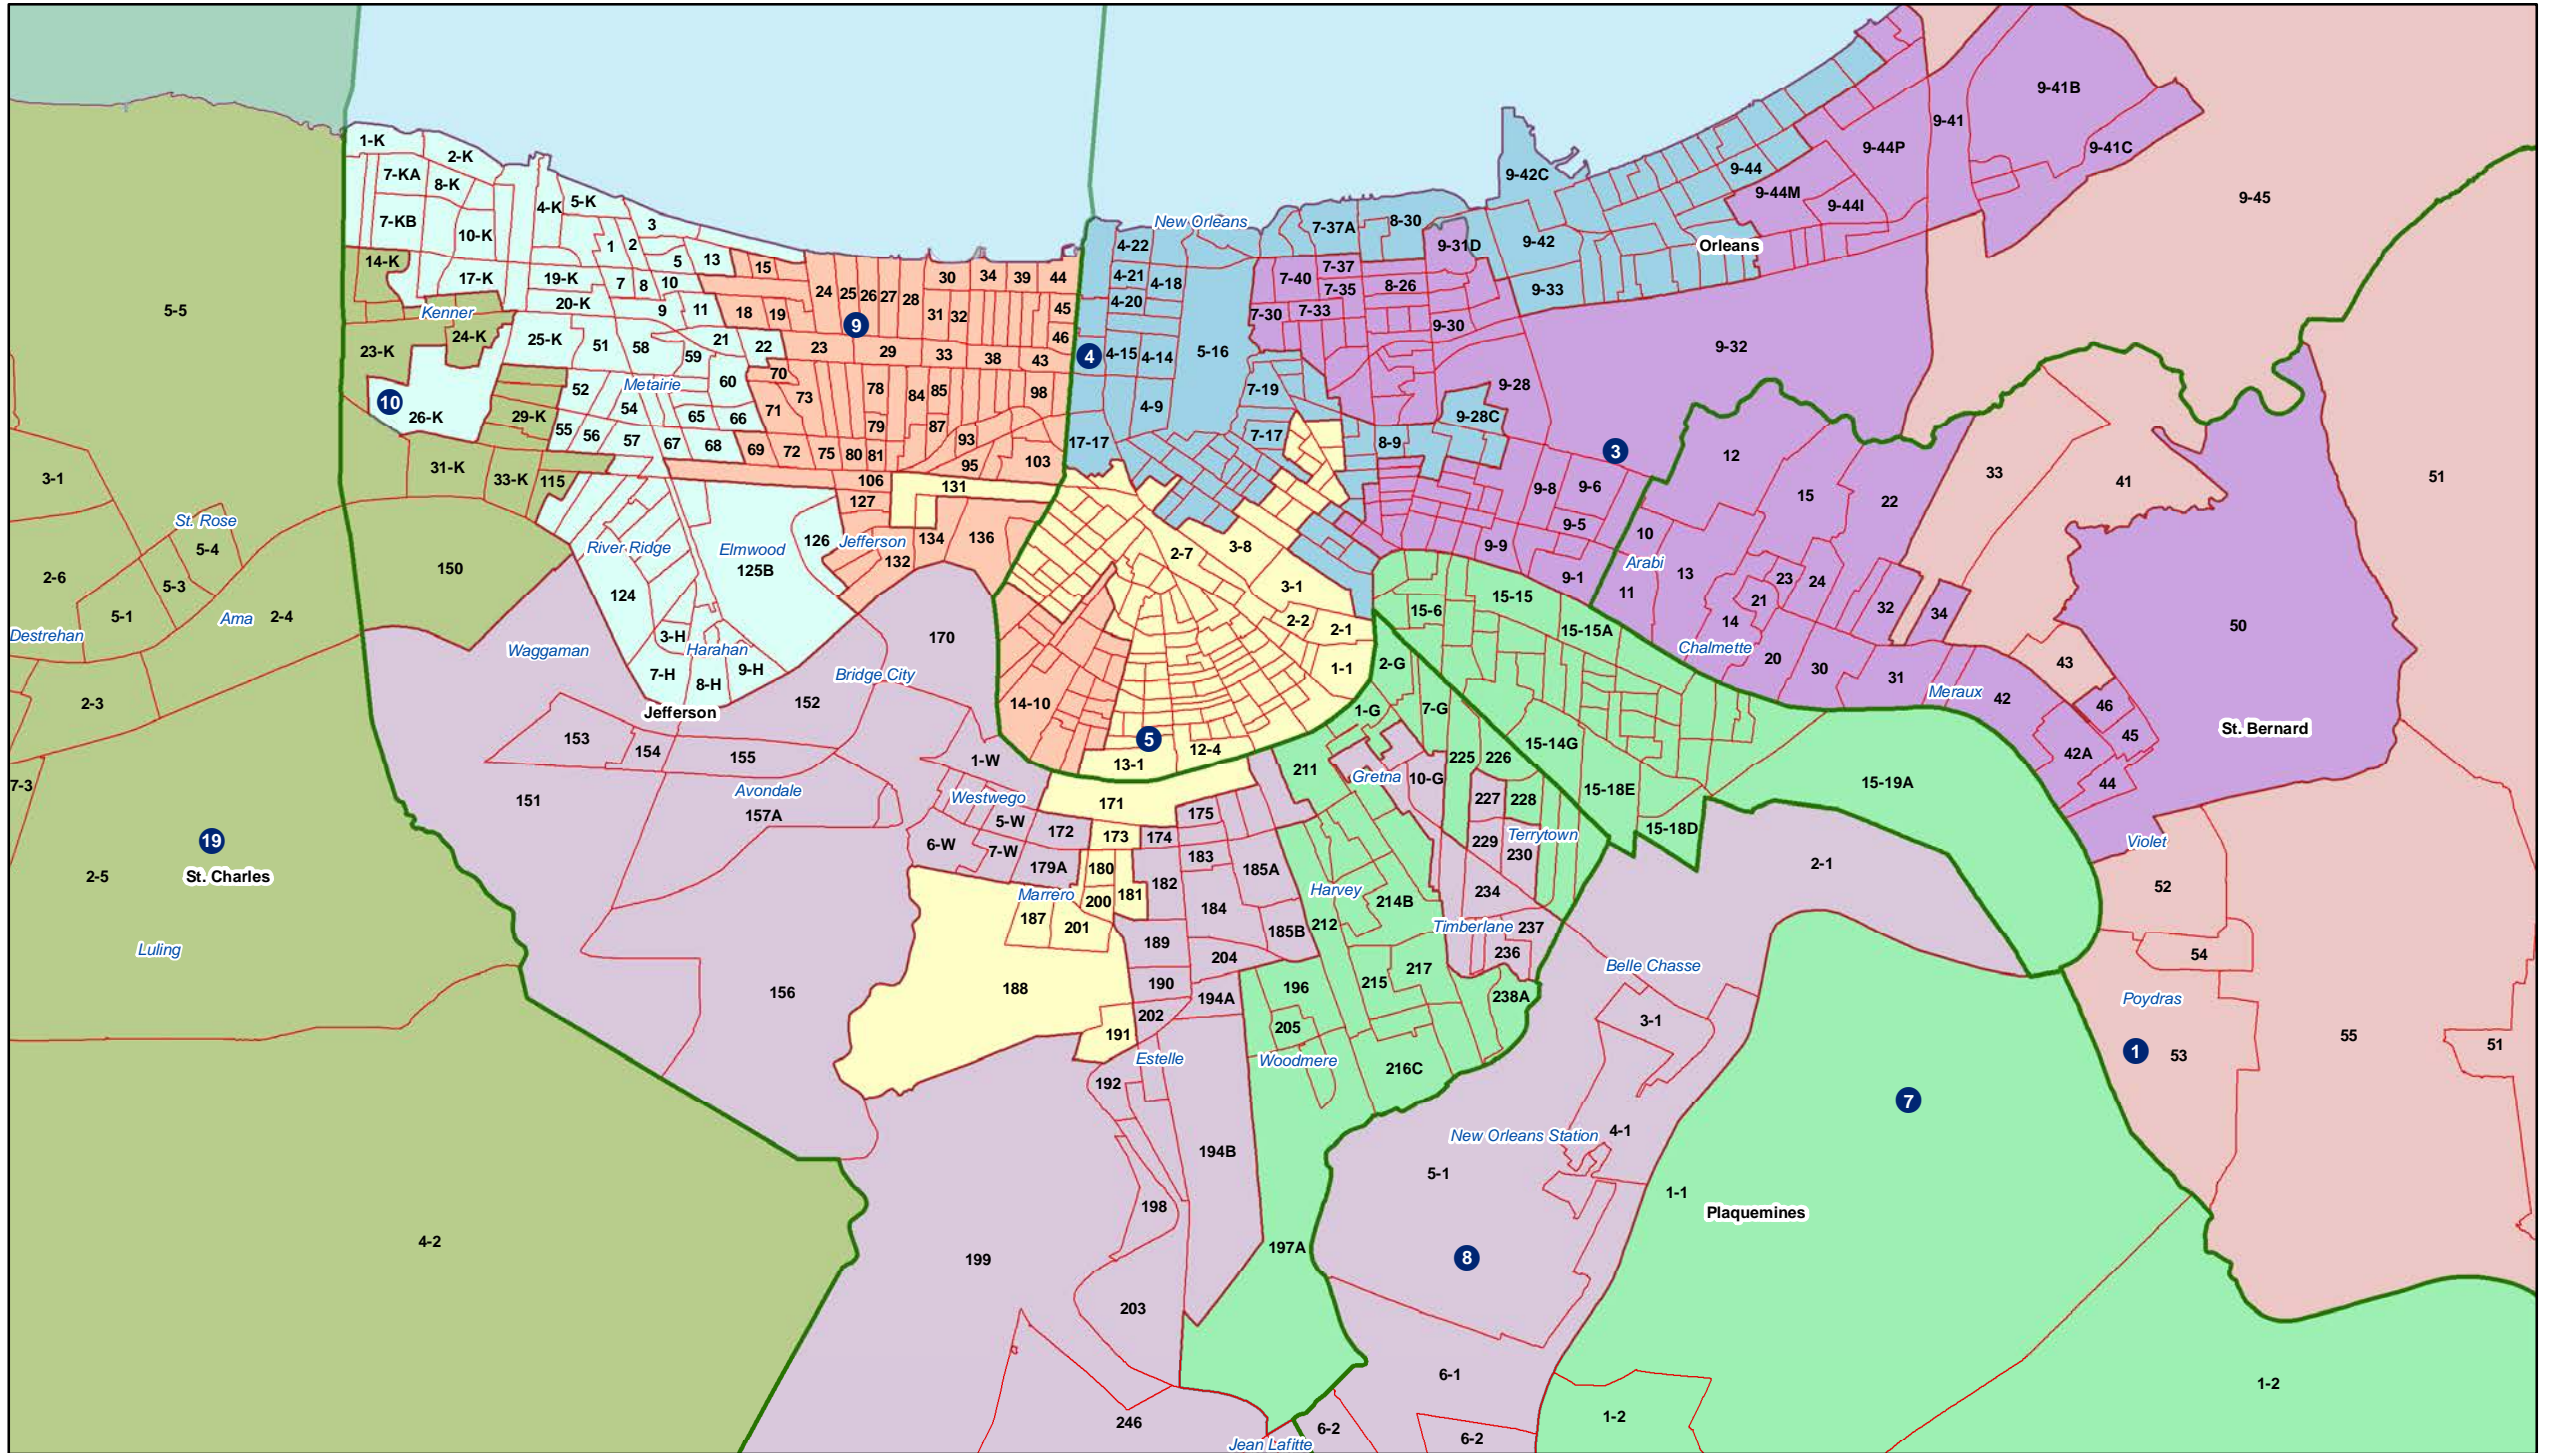 9-41B
9-41
1-K
9-44P
9-41C
2-K
9-44
7-KA
8-K
9-42C
9-44M
9-45
4-K
5-K
9-44I
7-KB
3
New Orleans
7-37A
8-30
10-K
1
2
4-22
9-31D
9-42
Orleans
14-K
5
13
15
7-37
17-K
19-K
7
8
10
30
34
39
44
4-21
4-18
7-40
7-35
8-26
9-33
24
25
26
27
28
20-K
4-20
5-5
Kenner
9
11
18
19
31
32
45
7-30
7-33
9
9-30
24-K
25-K
51
58
21
22
46
23-K
59
23
29
33
38
43
4
4-15
4-14
5-16
9-32
70
Metairie
60
52
78
84
85
98
7-19
9-28
10
73
26-K
29-K
54
65
66
71
4-9
9-28C
55
56
57
67
68
79
87
93
17-17
7-17
8-9
69
72
75
80
81
95
103
3
12
31-K
33-K
115
106
131
3-1
127
9-8
9-6
15
22
33
41
51
St. Rose
5-4
River Ridge
Elmwood
126
Jefferson
134
136
2-7
3-8
9-5
10
9-9
125B
132
Arabi
150
2-6
5-3
3-1
9-1
13
23
24
5-1
Ama
2-4
124
15-6
15-15
11
21
32
34
Destrehan
3-H
170
2-2
2-1
15-15A
14
50
Waggaman
Harahan
Chalmette
7-H
8-H
9-H
Bridge City
1-1
2-G
20
30
31
43
2-3
152
14-10
1-G
7-G
Meraux
42
46
Jefferson
153
154
155
5
12-4
15-14G
45
St. Bernard
1-W
13-1
225
226
42A
7-3
211
Gretna
10-G
44
151
Avondale
Westwego
171
227
228
15-18E
15-19A
157A
5-W
172
175
19
6-W
7-W
173
174
229
Terrytown
15-18D
Violet
St. Charles
2-5
179A
180
183
185A
230
2-1
Marrero
181
182
Harvey
234
52
187
200
184
214B
201
212
Timberlane
237
Luling
189
185B
236
54
204
Belle Chasse
156
188
190
196
215
217
Poydras
194A
238A
202
205
3-1
191
55
51
Estelle
Woodmere
1
53
192
216C
7
New Orleans Station
4-1
194B
5-1
198
1-1
Plaquemines
4-2
199
197A
8
203
6-1
1-2
246
6-2
1-2
Jean Lafitte
6-2